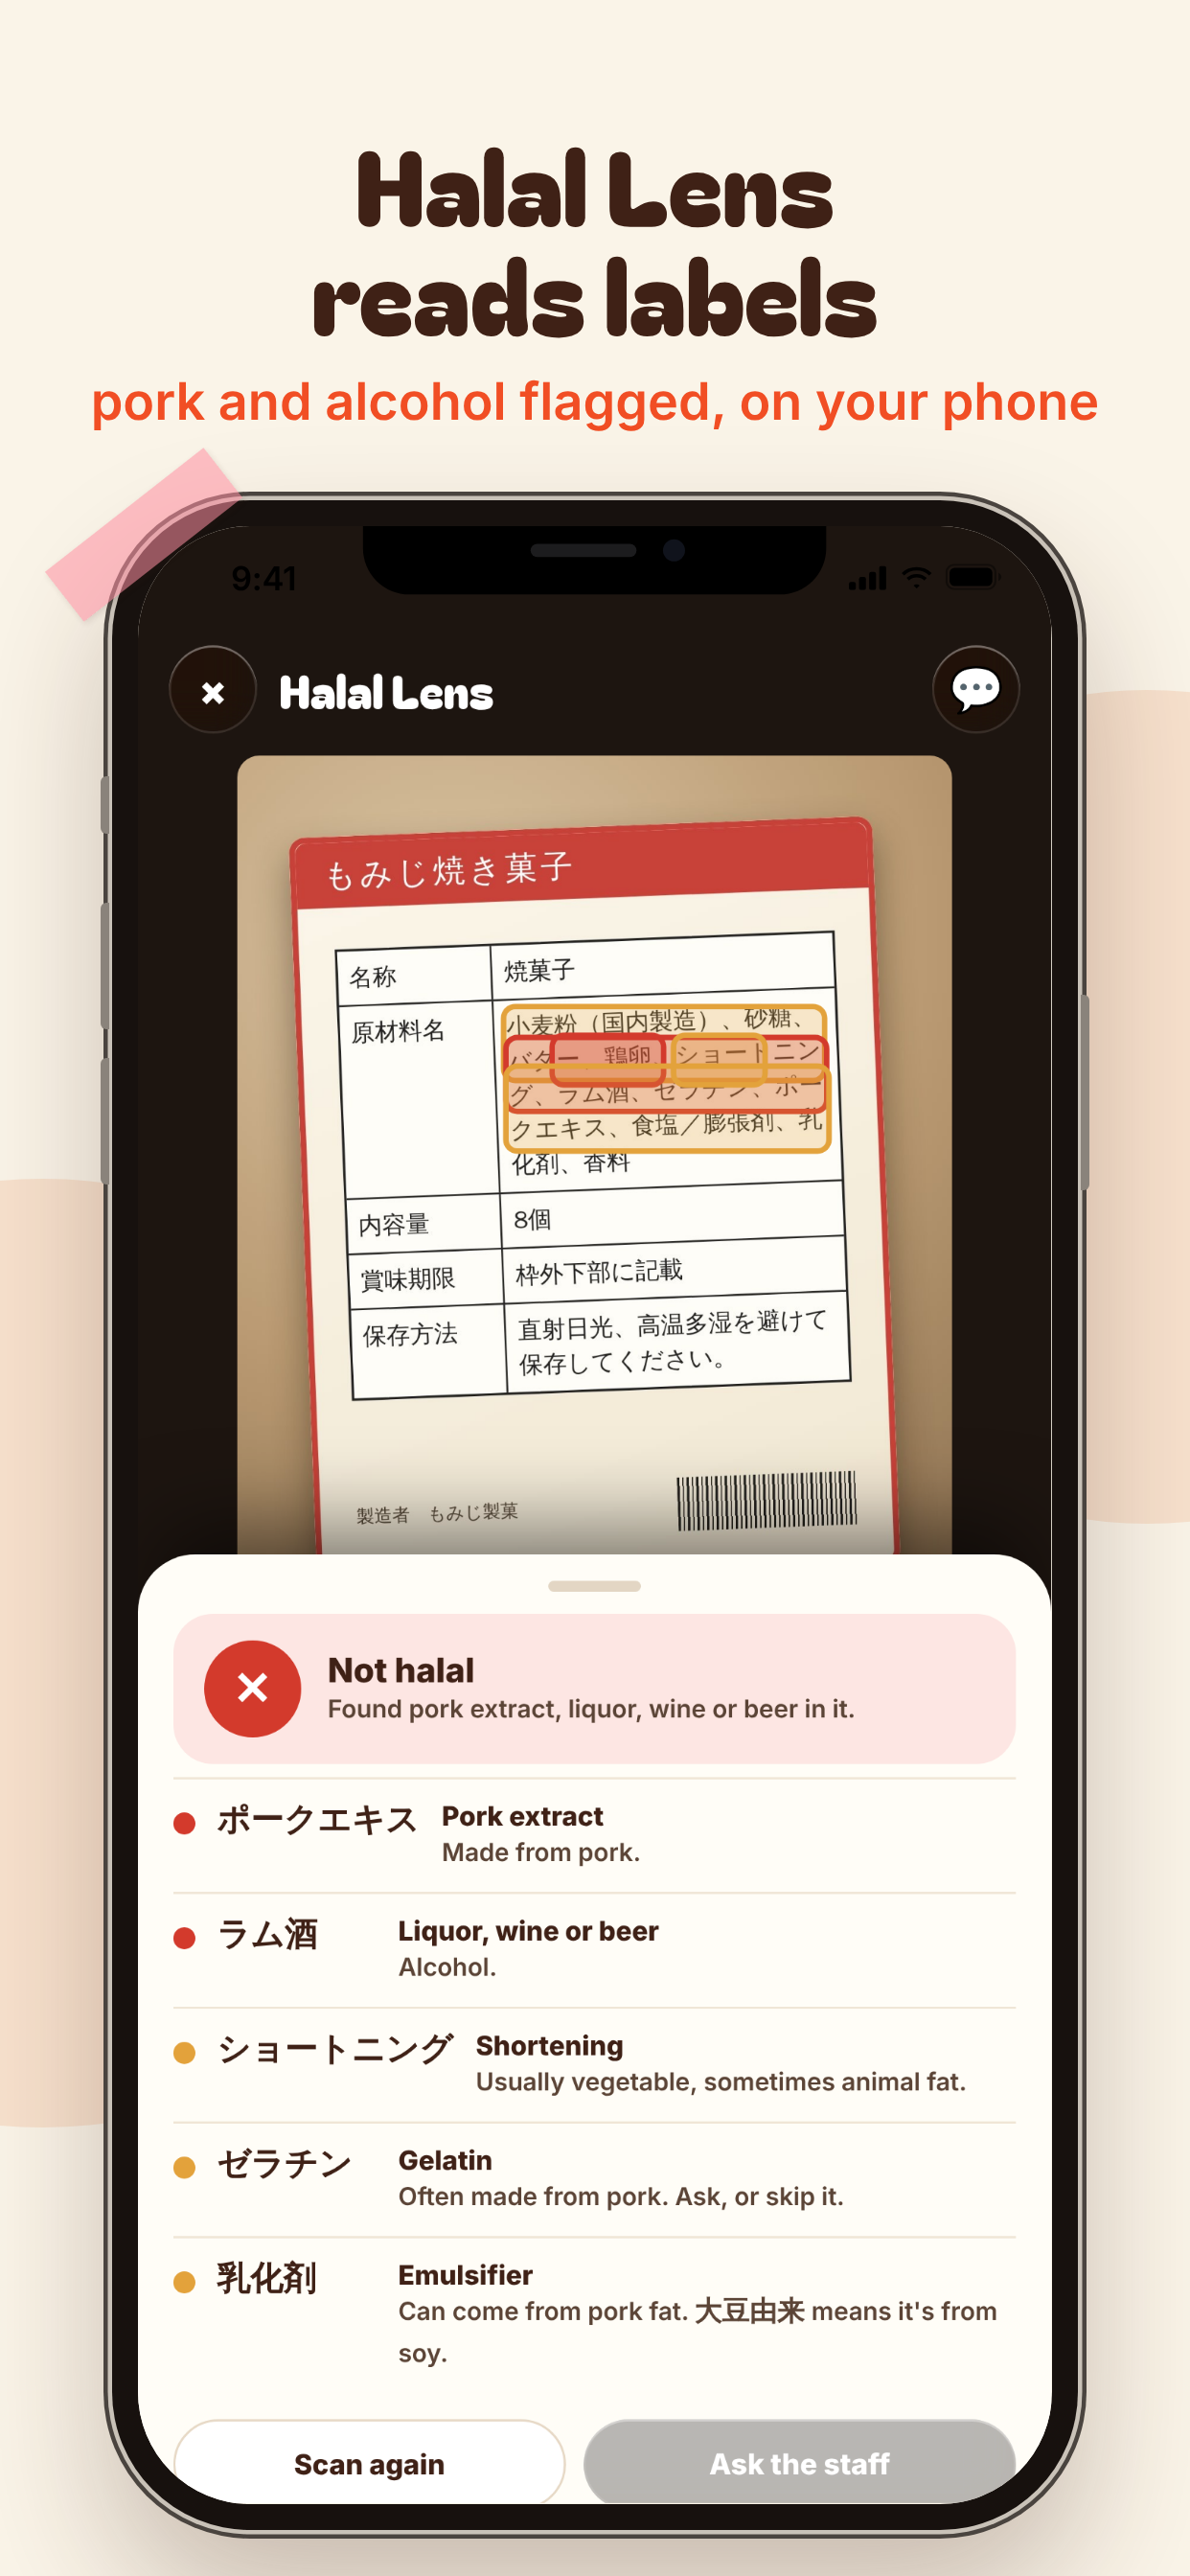 Halal Lens
reads labels
pork and alcohol flagged, on your phone
9:41
Halal Lens
もみじ焼き菓子
名称 焼菓子
原材料名 小麦粉（国内製造）、砂糖、
バター、鶏卵、ショートニン
グ、ラム酒、ゼラチン、ポー
クエキス、食塩／膨張剤、乳
化剤、香料
内容量 8個
賞味期限 枠外下部に記載
保存方法 直射日光、高温多湿を避けて
保存してください。
製造者 もみじ製菓
Not halal
Found pork extract, liquor, wine or beer in it.
ポークエキス Pork extract
Made from pork.
ラム酒 Liquor, wine or beer
Alcohol.
ショートニング Shortening
Usually vegetable, sometimes animal fat.
ゼラチン Gelatin
Often made from pork. Ask, or skip it.
乳化剤 Emulsifier
Can come from pork fat. 大豆由来 means it's from
soy.
Scan again Ask the staff